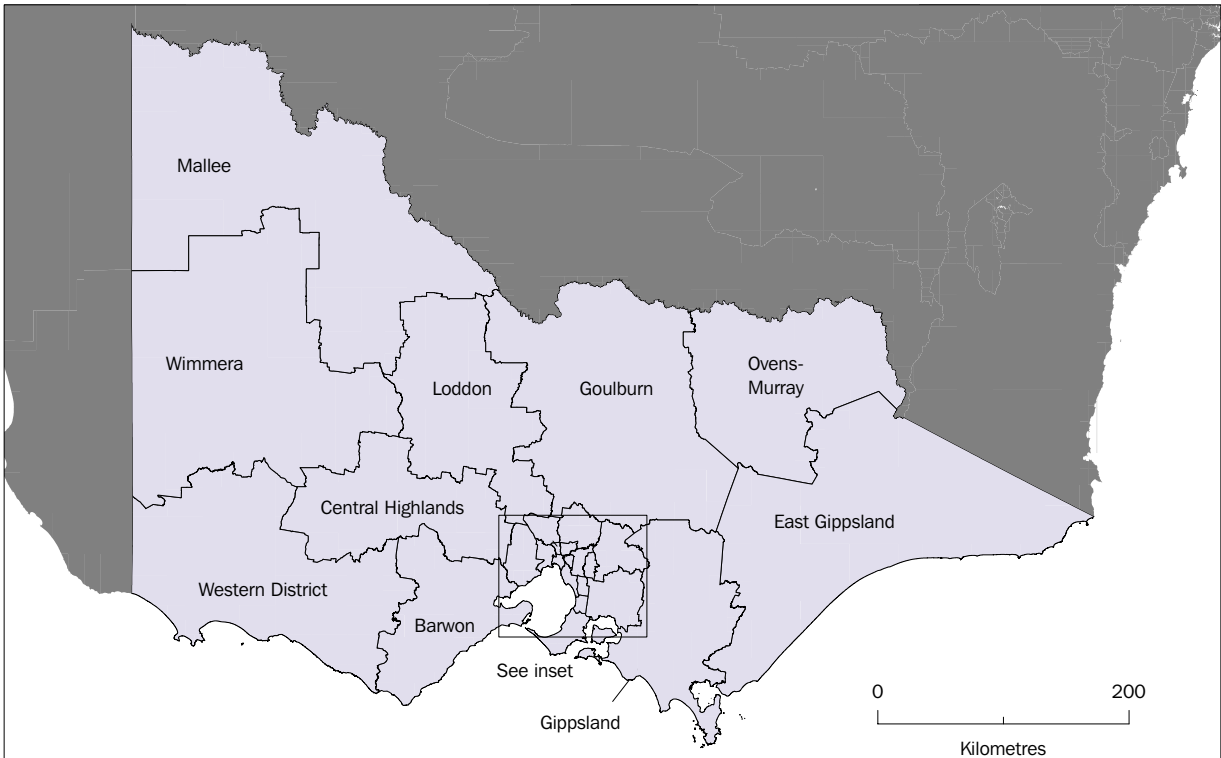 Mallee
Wimmera
Loddon
Goulburn
Ovens-
Murray
Central Highlands
East Gippsland
Western District
Barwon
See inset
Gippsland
0 200
Kilometres